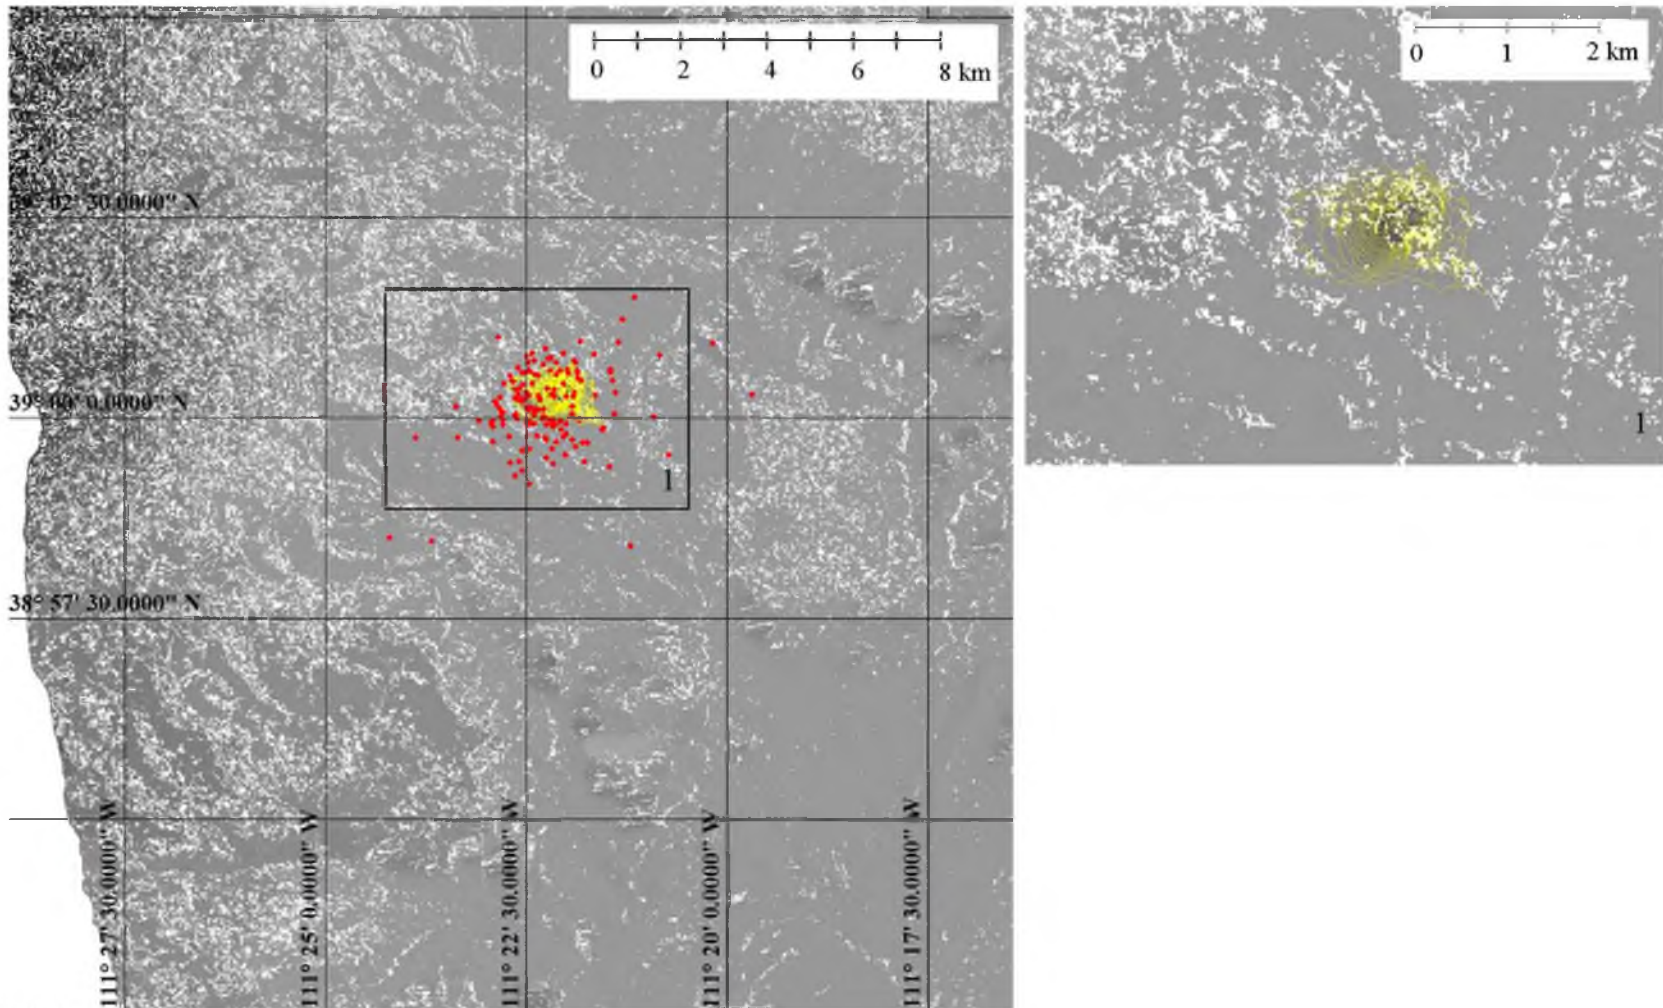 0 2 4 6 8 km
0 1 2 km
39° 02' 30.0000" N
39° 00' 0.0000" N
1
1
38° 57' 30.0000" N
111° 27' 30.0000" W
111° 25' 0.0000" W
111° 22' 30.0000" W
111° 20' 0.0000" W
111° 17' 30.0000" W